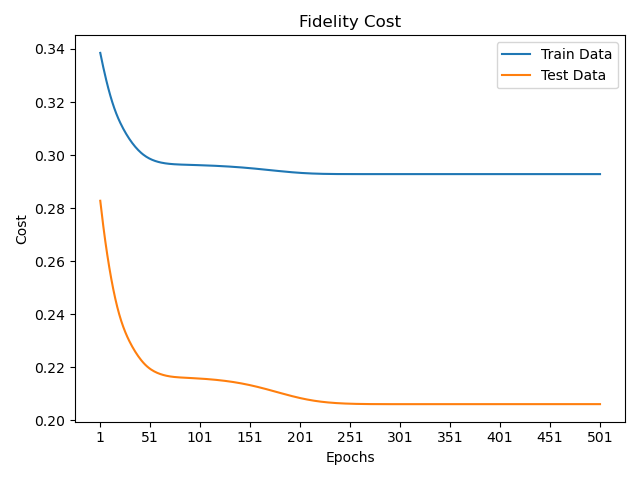 Fidelity Cost
Train Data
Test Data
0.34
0.32
0.30
0.28
0.26
0.24
0.22
0.20
Cost
1 51 101 151 201 251 301 351 401 451 501
Epochs